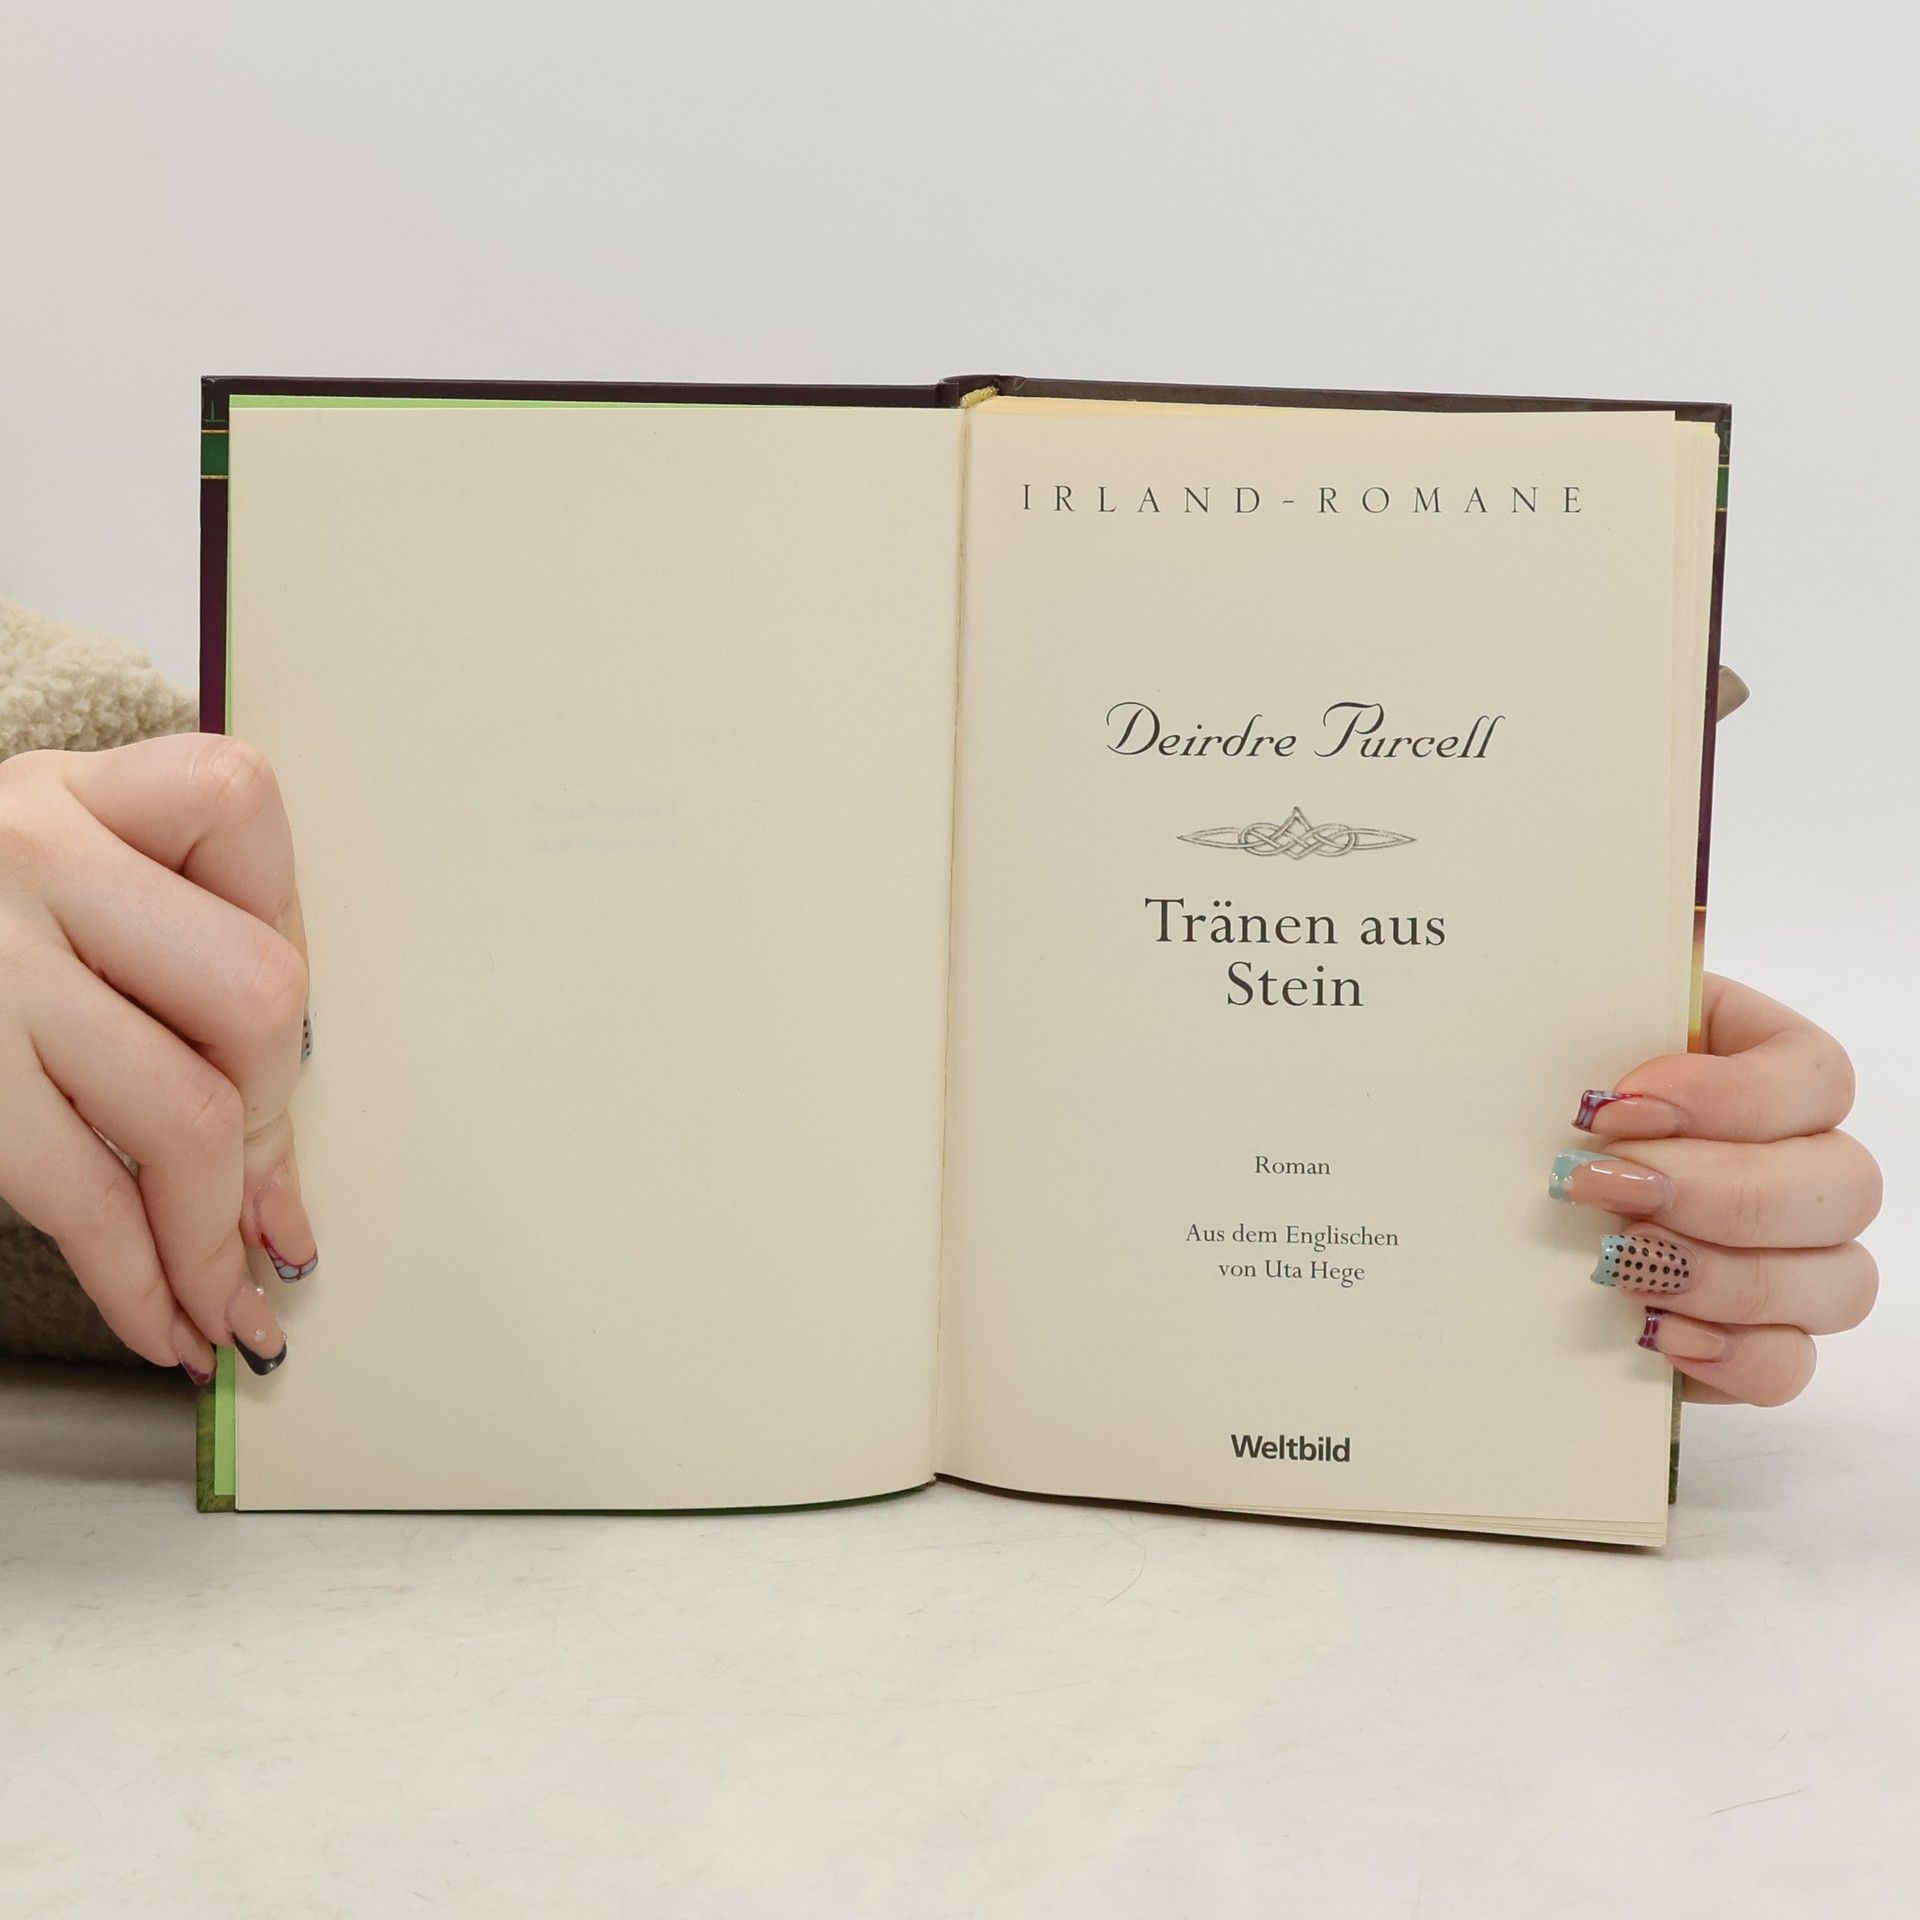 IRLAND-ROMANE
Deirdre Purcell
Tränen aus
Stein
Roman
Aus dem Englischen
von Uta Hege
Weltbild